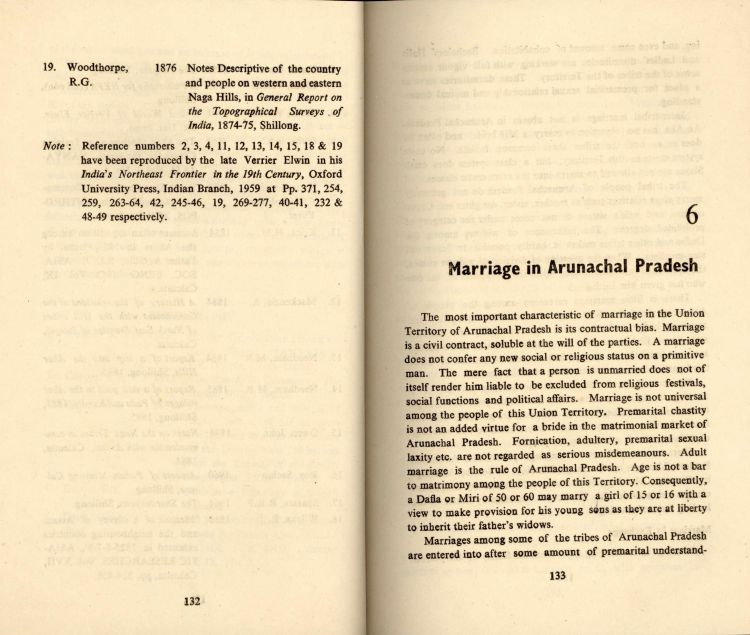 19. Woodthorpe, 1876 Notes Descriptive of the country
R.G. and people on western and eastern
Naga Hills, in General Report on
the Topographical Surveys of
India, 1874-75, Shillong.
Note : Reference numbers 2, 3, 4, 11, 12, 13, 14, 15, 18 & 19
have been reproduced by the late Verrier Elwin in his
India's Northeast Frontier in the 19th Century, Oxford
University Press, Indian Branch, 1959 at Pp. 371, 254,
259, 263-64, 42, 245-46, 19, 269-277, 40-41, 232 &
48-49 respectively.
132
6
Marriage in Arunachal Pradesh
The most important characteristic of marriage in the Union
Territory of Arunachal Pradesh is its contractual bias. Marriage
is a civil contract, soluble at the will of the parties. A marriage
does not confer any new social or religious status on a primitive
man. The mere fact that a person is unmarried does not of
itself render him liable to be excluded from religious festivals,
social functions and political affairs. Marriage is not universal
among the people of this Union Territory. Premarital chastity
is not an added virtue for a bride in the matrimonial market of
Arunachal Pradesh. Fornication, adultery, premarital sexual
laxity etc. are not regarded as serious misdemeanours. Adult
marriage is the rule of Arunachal Pradesh. Age is not a bar
to matrimony among the people of this Territory. Consequently,
a Dafla or Miri of 50 or 60 may marry a girl of 15 or 16 with a
view to make provision for his young sons as they are at liberty
to inherit their father's widows.
Marriages among some of the tribes of Arunachal Pradesh
are entered into after some amount of premarital understand-
133